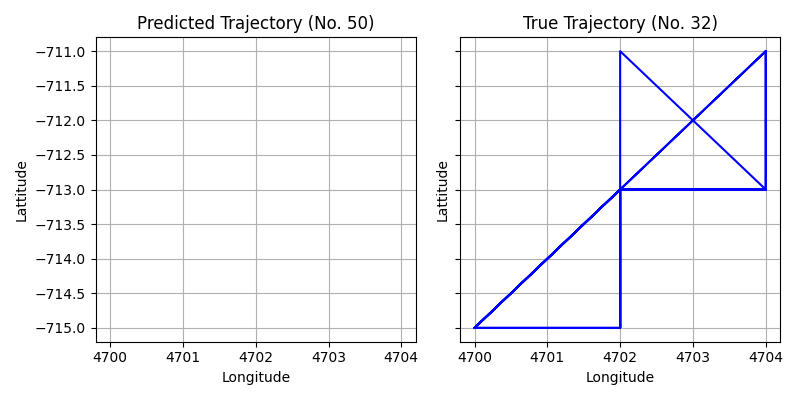 Predicted Trajectory (No. 50)
Lattitude
−711.0
−711.5
−712.0
−712.5
−713.0
−713.5
−714.0
−714.5
−715.0
4700 4701 4702 4703 4704
Longitude
True Trajectory (No. 32)
Lattitude
4700 4701 4702 4703 4704
Longitude